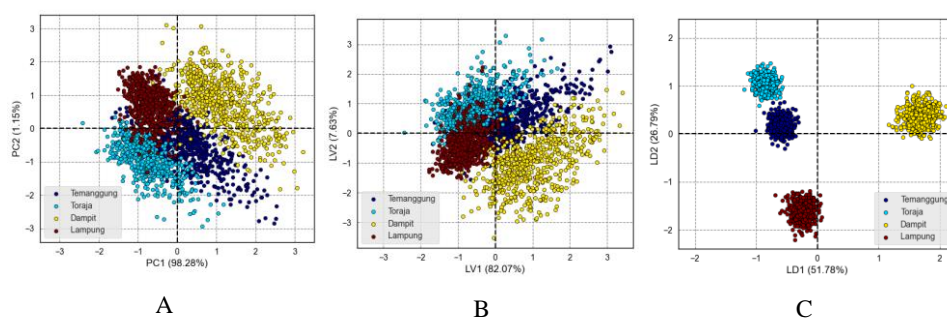 3
2
1
0
−1
−2
−3
PC2 (1.15%)
Temanggung
Toraja
Dampit
Lampung
−3 −2 −1 0 1 2 3
PC1 (98.28%)
A
3
2
1
0
−1
−2
−3
LV2 (7.63%)
Temanggung
Toraja
Dampit
Lampung
−3 −2 −1 0 1 2 3
LV1 (82.07%)
B
2
1
0
−1
−2
LD2 (26.79%)
Temanggung
Toraja
Dampit
Lampung
−2 −1 0 1 2
LD1 (51.78%)
C